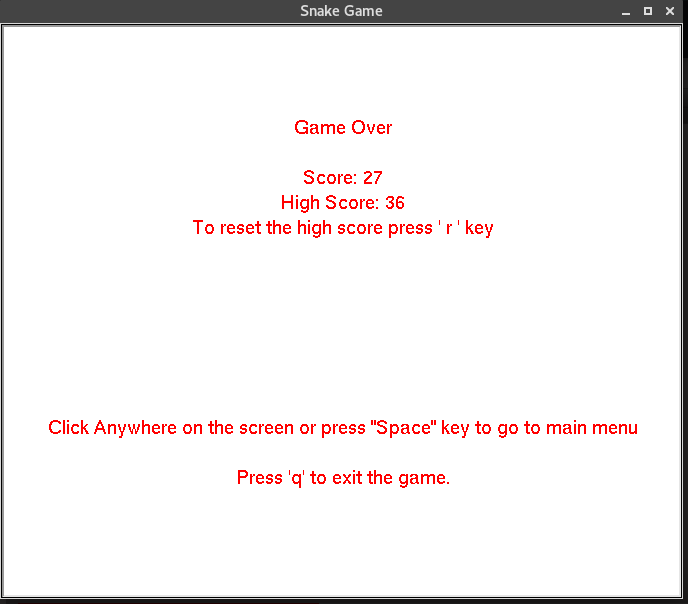 Snake Game
Game Over
Score: 27
High Score: 36
To reset the high score press ' r ' key
Click Anywhere on the screen or press "Space" key to go to main menu
Press 'q' to exit the game.